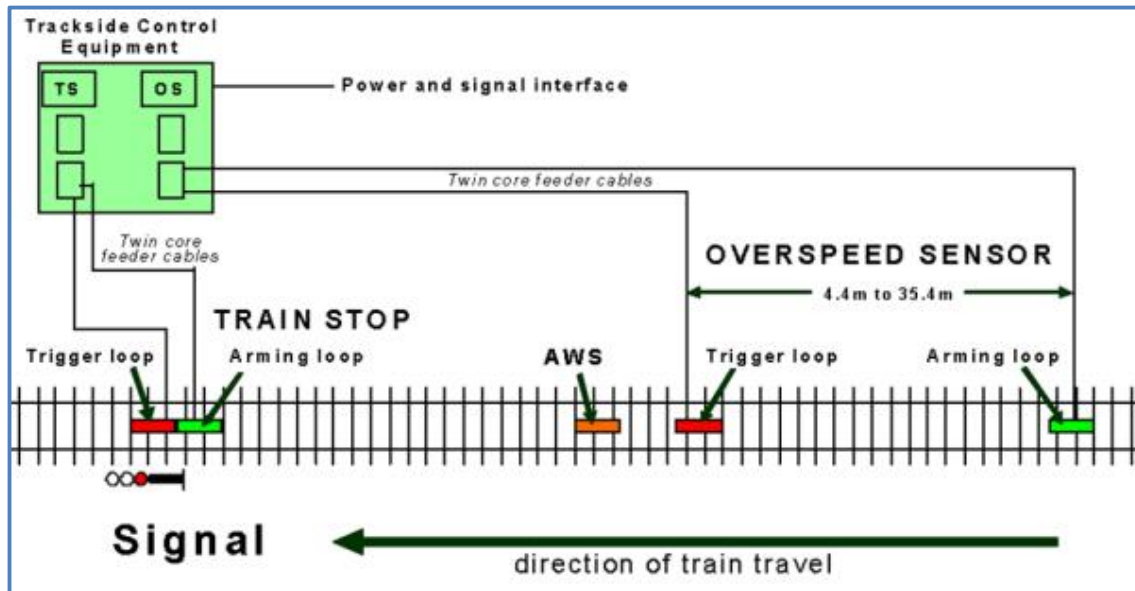 Trackside Control
Equipment
TS
OS
Power and signal interface
Twin core feeder cables
Twin core
feeder cables
OVERSPEED SENSOR
4.4m to 35.4m
TRAIN STOP
Trigger loop
Arming loop
AWS
Trigger loop
Arming loop
Signal
direction of train travel